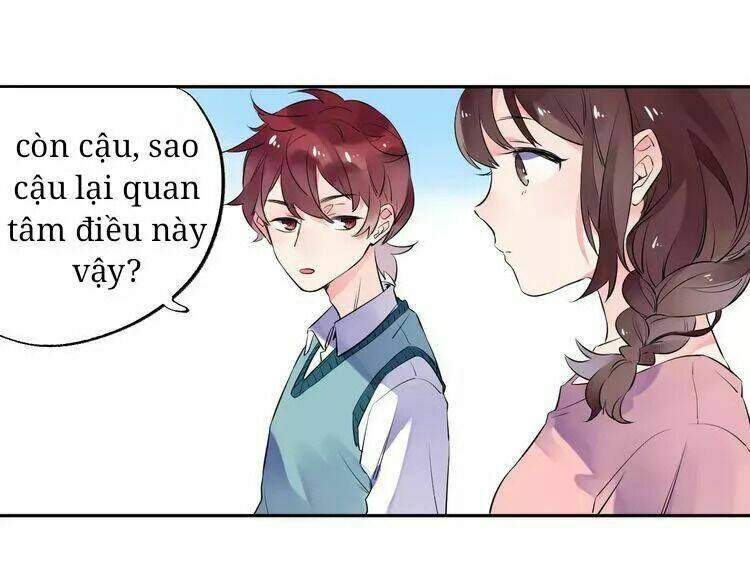 còn cậu, sao
cậu lại quan
tâm điều này
vậy?